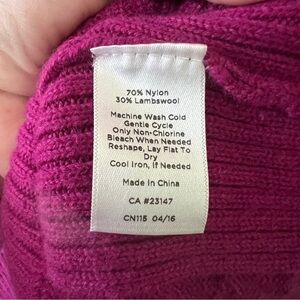 70% Nylon
30% Lambswool
Machine Wash Cold
Gentle Cycle
Only Non-Chlorine
Bleach When Needed
Reshape, Lay Flat To
Dry
Cool Iron, If Needed
Made in China
CA #23147
CN115 04/16